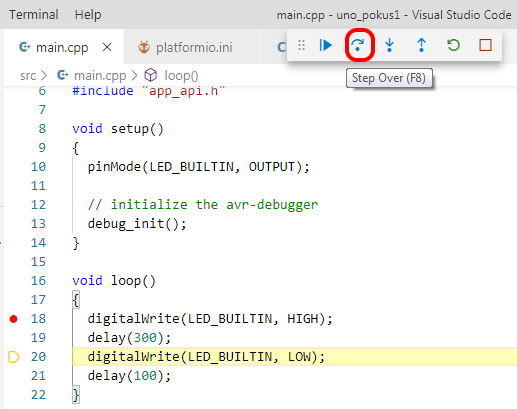 Terminal Help main.cpp - uno_pokus1 - Visual Studio Code
main.cpp platformio.ini
Step Over (F8)
src > main.cpp > loop()
6 #include "app_api.h"
7
8 void setup()
9 {
10 pinMode(LED_BUILTIN, OUTPUT);
11
12 // initialize the avr-debugger
13 debug_init();
14 }
15
16 void loop()
17 {
18 digitalWrite(LED_BUILTIN, HIGH);
19 delay(300);
20 digitalWrite(LED_BUILTIN, LOW);
21 delay(100);
22 }